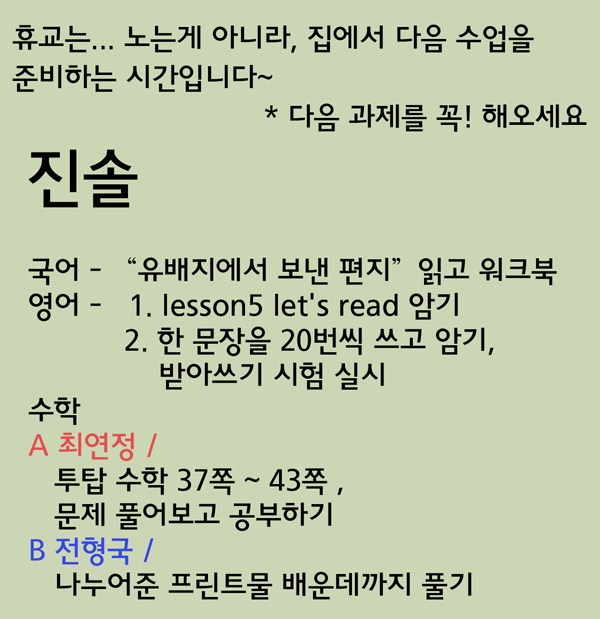 휴교는... 노는게 아니라, 집에서 다음 수업을
준비하는 시간입니다~
* 다음 과제를 꼭! 해오세요
진솔
국어 - “유배지에서 보낸 편지” 읽고 워크북
영어 - 1. lesson5 let's read 암기
2. 한 문장을 20번씩 쓰고 암기,
받아쓰기 시험 실시
수학
A 최연정 /
투탑 수학 37쪽 ~ 43쪽 ,
문제 풀어보고 공부하기
B 전형국 /
나누어준 프린트물 배운데까지 풀기